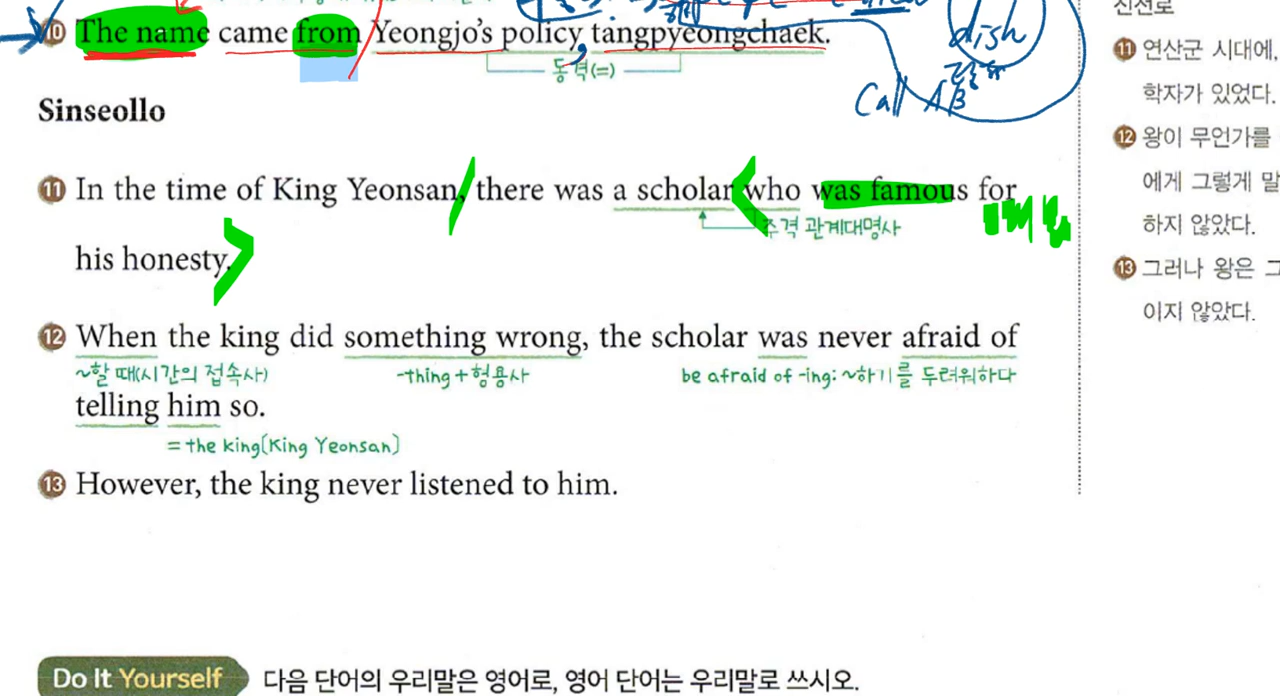 10 The name came from Yeongjo's policy, tangpyeongchaek.
동격(=)
dish
Call A B
Sinseollo
11 In the time of King Yeonsan, there was a scholar who was famous for
주격 관계대명사
his honesty.
12 When the king did something wrong, the scholar was never afraid of
~할 때(시간의 접속사) -thing+형용사 be afraid of -ing: ~하기를 두려워하다
telling him so.
= the king(King Yeonsan)
13 However, the king never listened to him.
Do It Yourself 다음 단어의 우리말은 영어로, 영어 단어는 우리말로 쓰시오.
신선로
11 연산군 시대에,
학자가 있었다.
12 왕이 무언가를
에게 그렇게 말
하지 않았다.
13 그러나 왕은 그
이지 않았다.